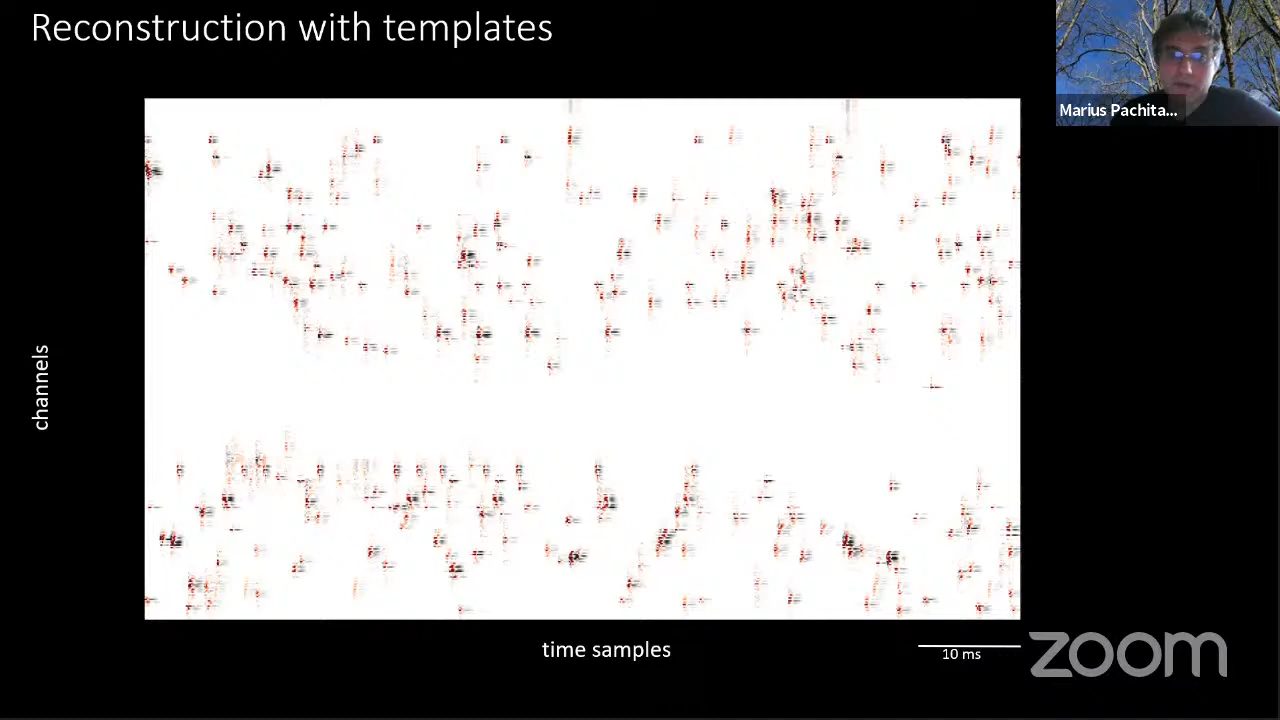 Reconstruction with templates
Marius Pachita...
channels
time samples
10 ms
zoom